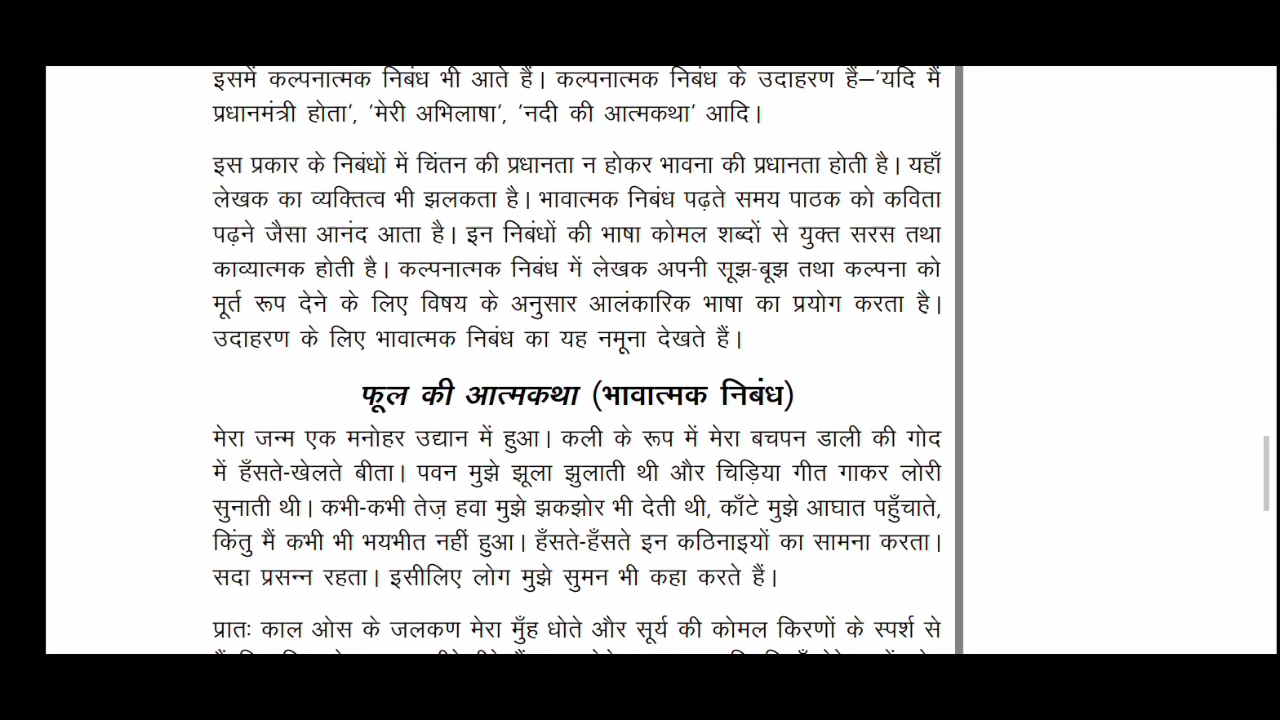 इसमें कल्पनात्मक निबंध भी आते हैं। कल्पनात्मक निबंध के उदाहरण हैं–'यदि मैं
प्रधानमंत्री होता', 'मेरी अभिलाषा', 'नदी की आत्मकथा' आदि।
इस प्रकार के निबंधों में चिंतन की प्रधानता न होकर भावना की प्रधानता होती है। यहाँ
लेखक का व्यक्तित्व भी झलकता है। भावात्मक निबंध पढ़ते समय पाठक को कविता
पढ़ने जैसा आनंद आता है। इन निबंधों की भाषा कोमल शब्दों से युक्त सरस तथा
काव्यात्मक होती है। कल्पनात्मक निबंध में लेखक अपनी सूझ-बूझ तथा कल्पना को
मूर्त रूप देने के लिए विषय के अनुसार आलंकारिक भाषा का प्रयोग करता है।
उदाहरण के लिए भावात्मक निबंध का यह नमूना देखते हैं।
फूल की आत्मकथा (भावात्मक निबंध)
मेरा जन्म एक मनोहर उद्यान में हुआ। कली के रूप में मेरा बचपन डाली की गोद
में हँसते-खेलते बीता। पवन मुझे झूला झुलाती थी और चिड़िया गीत गाकर लोरी
सुनाती थी। कभी-कभी तेज़ हवा मुझे झकझोर भी देती थी, काँटे मुझे आघात पहुँचाते,
किंतु मैं कभी भी भयभीत नहीं हुआ। हँसते-हँसते इन कठिनाइयों का सामना करता।
सदा प्रसन्न रहता। इसीलिए लोग मुझे सुमन भी कहा करते हैं।
प्रातः काल ओस के जलकण मेरा मुँह धोते और सूर्य की कोमल किरणों के स्पर्श से